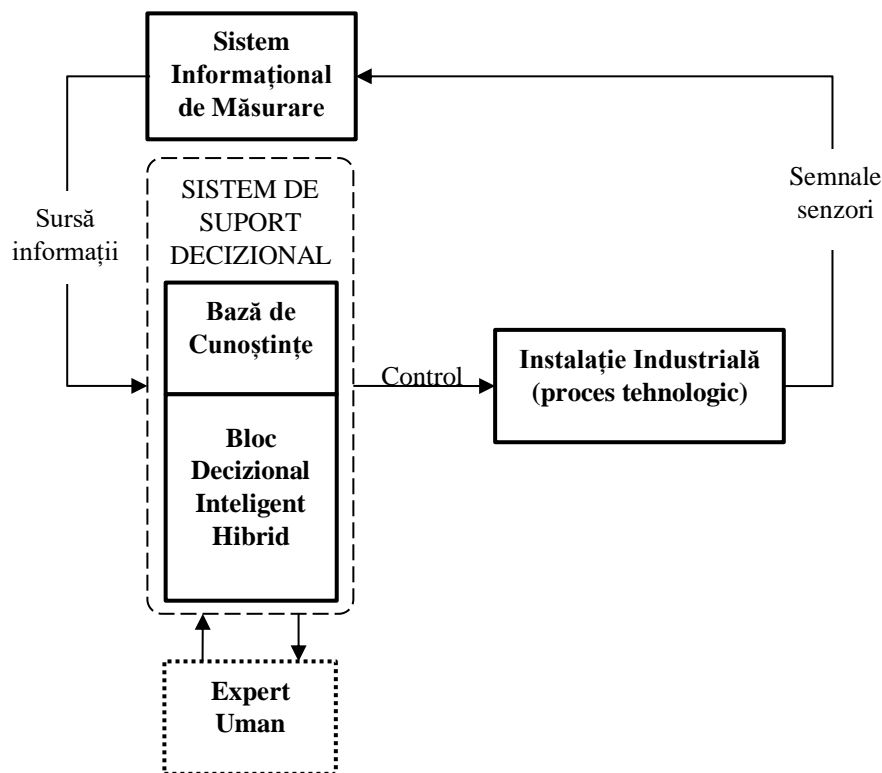 Sistem
Informațional
de Măsurare
Semnale
senzori
Sursă
informații
SISTEM DE
SUPORT
DECIZIONAL
Bază de
Cunoștințe
Control
Instalație Industrială
(proces tehnologic)
Bloc
Decizional
Inteligent
Hibrid
Expert
Uman